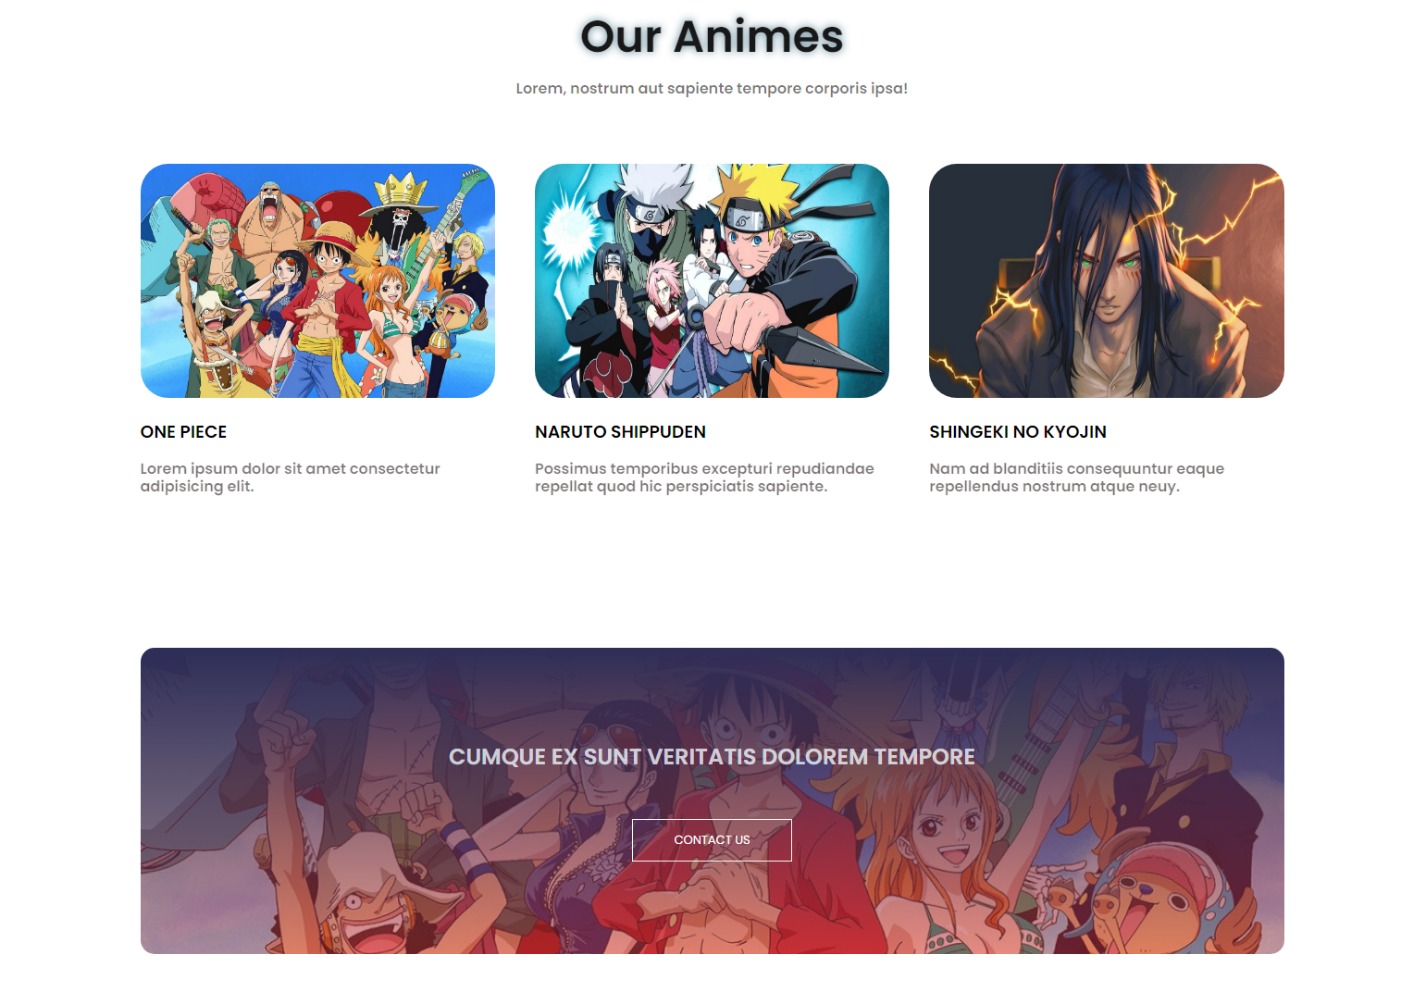 Our Animes
Lorem, nostrum aut sapiente tempore corporis ipsa!
ONE PIECE
Lorem ipsum dolor sit amet consectetur
adipisicing elit.
NARUTO SHIPPUDEN
Possimus temporibus excepturi repudiandae
repellat quod hic perspiciatis sapiente.
SHINGEKI NO KYOJIN
Nam ad blanditiis consequuntur eaque
repellendus nostrum atque neuy.
CUMQUE EX SUNT VERITATIS DOLOREM TEMPORE
CONTACT US